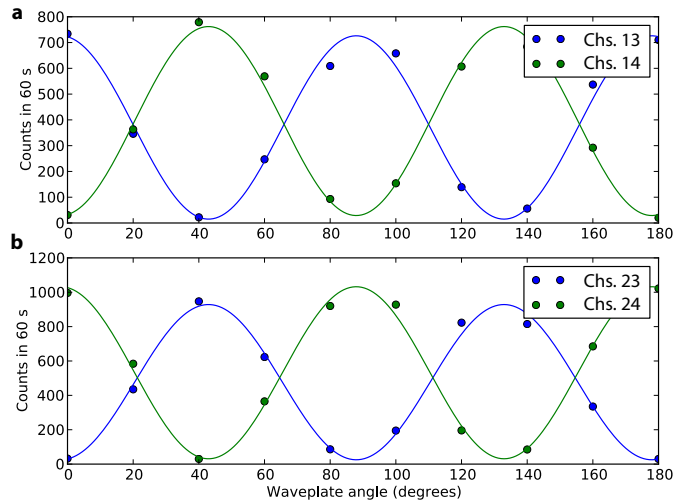 a
800
700
600
500
400
300
200
100
0
Counts in 60 s
Chs. 13
Chs. 14
0 20 40 60 80 100 120 140 160 180
b
1200
1000
800
600
400
200
0
Counts in 60 s
Chs. 23
Chs. 24
0 20 40 60 80 100 120 140 160 180
Waveplate angle (degrees)